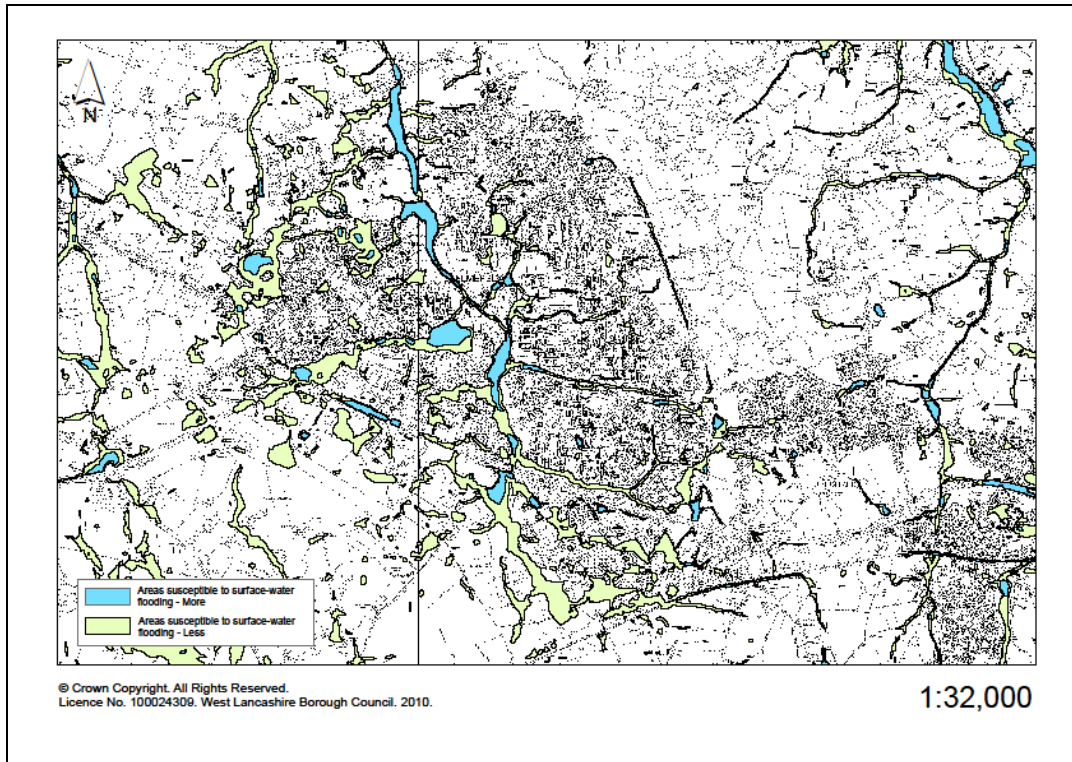 N
Areas susceptible to surface-water
flooding - More
Areas susceptible to surface-water
flooding - Less
© Crown Copyright. All Rights Reserved.
Licence No. 100024309. West Lancashire Borough Council. 2010.
1:32,000